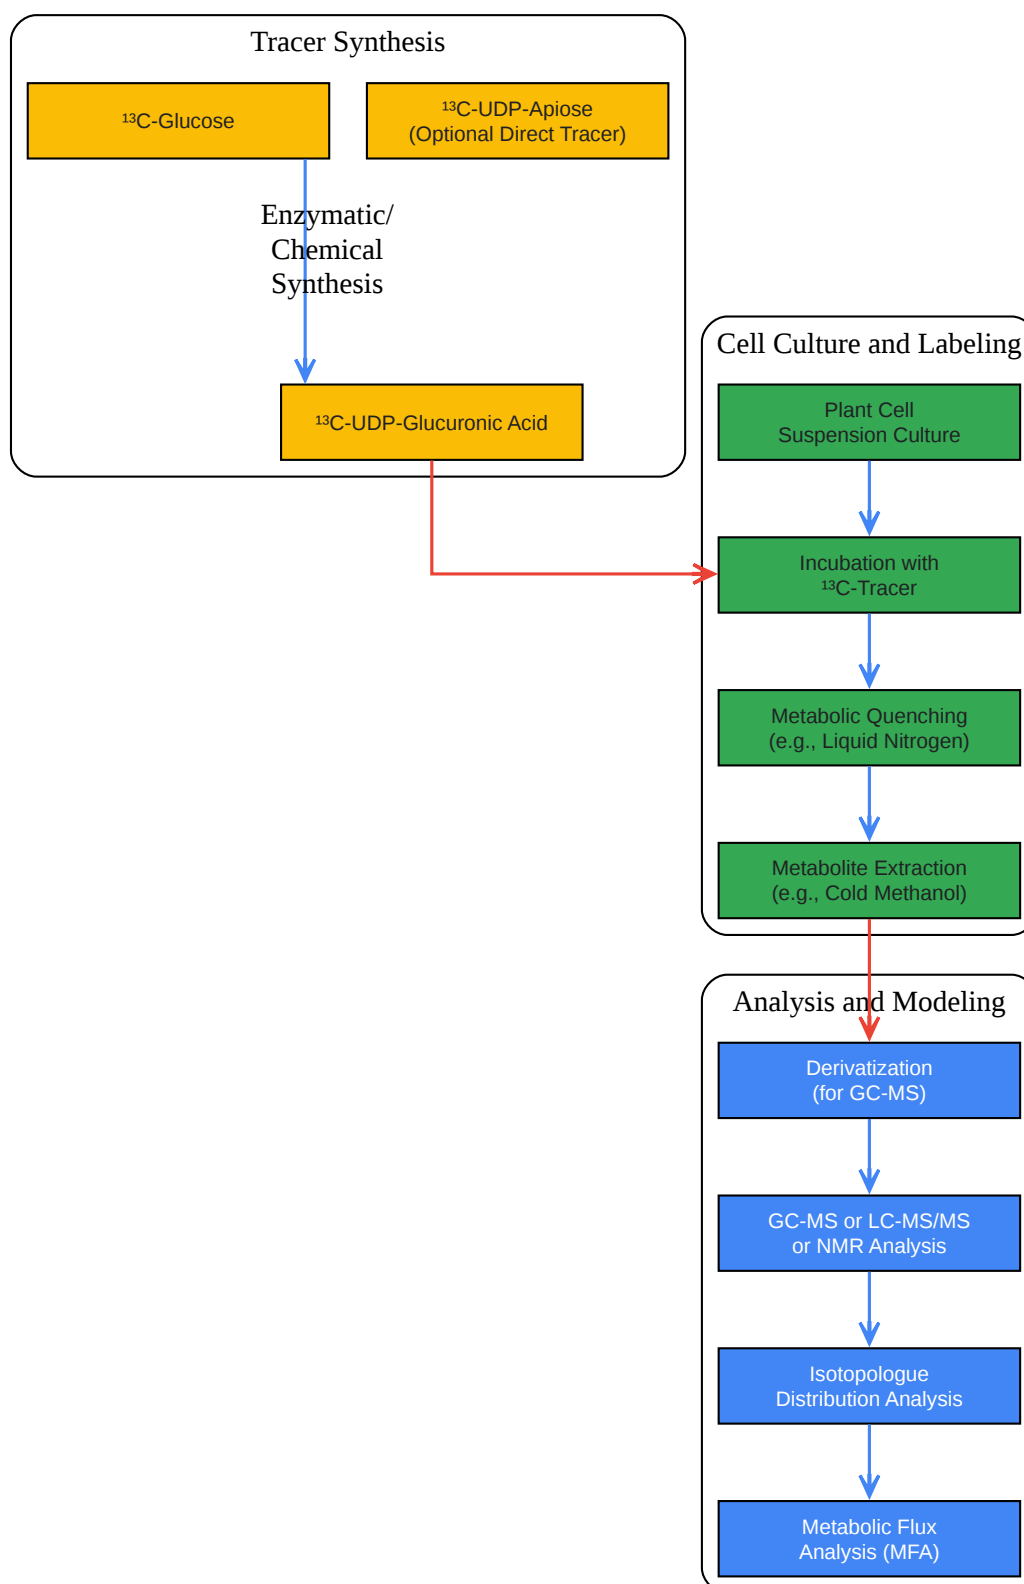 Tracer Synthesis
¹³C-Glucose
¹³C-UDP-Apiose
(Optional Direct Tracer)
Enzymatic/
Chemical
Synthesis
¹³C-UDP-Glucuronic Acid
Cell Culture and Labeling
Plant Cell
Suspension Culture
Incubation with
¹³C-Tracer
Metabolic Quenching
(e.g., Liquid Nitrogen)
Metabolite Extraction
(e.g., Cold Methanol)
Analysis and Modeling
Derivatization
(for GC-MS)
GC-MS or LC-MS/MS
or NMR Analysis
Isotopologue
Distribution Analysis
Metabolic Flux
Analysis (MFA)